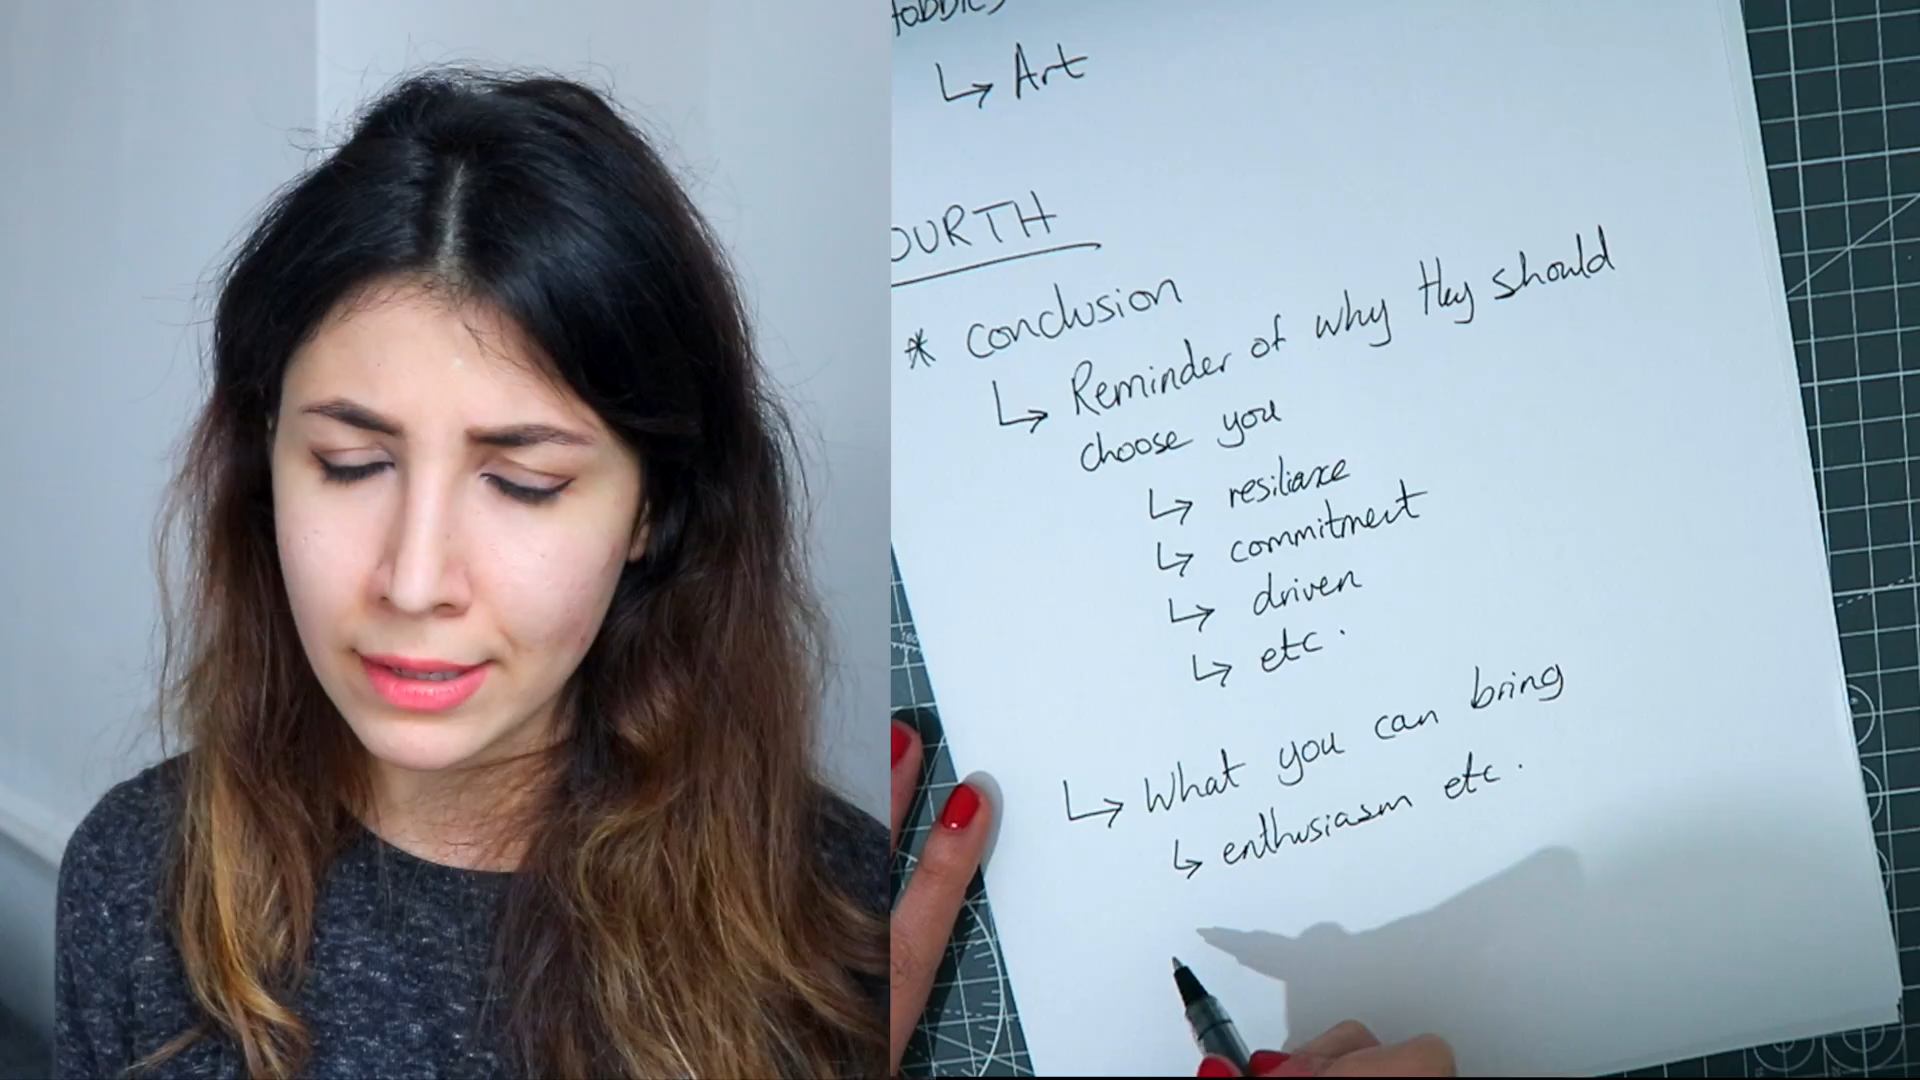 Hobbies
↳ Art
OURTH
* Conclusion
↳ Reminder of why they should
choose you
↳ resiliance
↳ commitment
↳ driven
↳ etc.
↳ What you can bring
↳ enthusiasm etc.